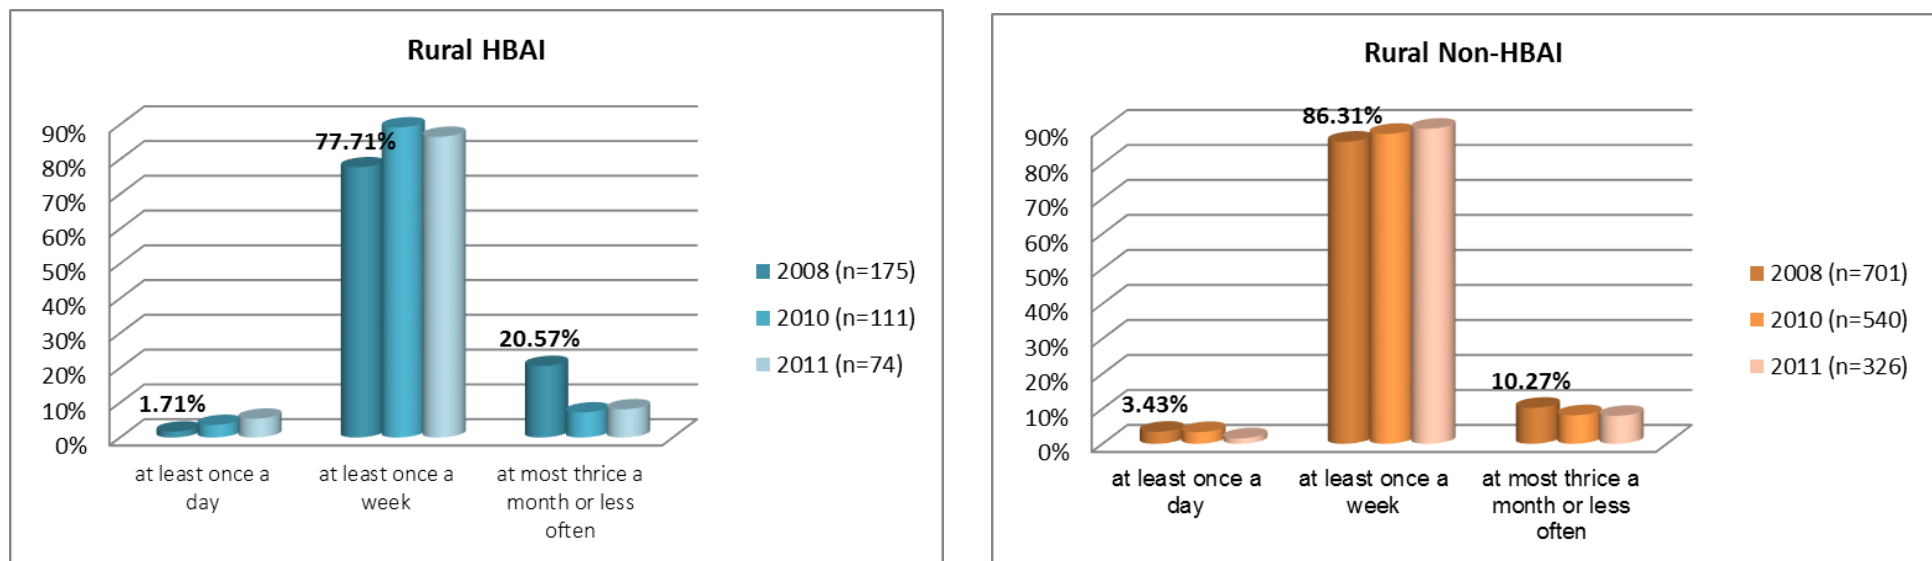 Rural HBAI
90%
80%
70%
60%
50%
40%
30%
20%
10%
0%
77.71%
20.57%
1.71%
at least once a
day
at least once a
week
at most thrice a
month or less
often
2008 (n=175)
2010 (n=111)
2011 (n=74)
Rural Non-HBAI
90%
80%
70%
60%
50%
40%
30%
20%
10%
0%
86.31%
10.27%
3.43%
at least once a
day
at least once a
week
at most thrice a
month or less
often
2008 (n=701)
2010 (n=540)
2011 (n=326)